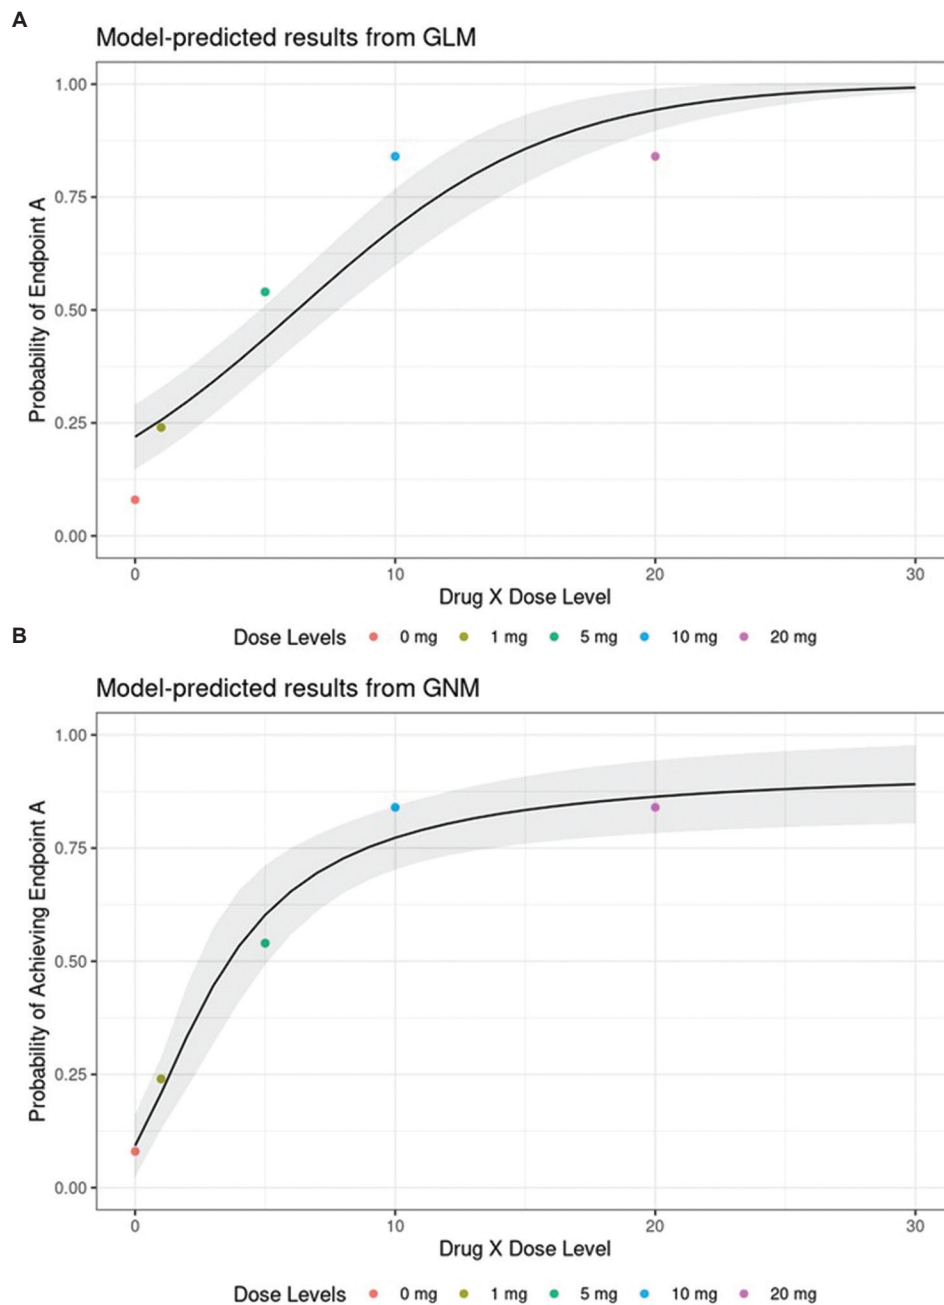 A
Model-predicted results from GLM
Probability of Endpoint A
1.00
0.75
0.50
0.25
0.00
0 10 20 30
Drug X Dose Level
Dose Levels 0 mg 1 mg 5 mg 10 mg 20 mg
B
Model-predicted results from GNM
Probability of Achieving Endpoint A
1.00
0.75
0.50
0.25
0.00
0 10 20 30
Drug X Dose Level
Dose Levels 0 mg 1 mg 5 mg 10 mg 20 mg